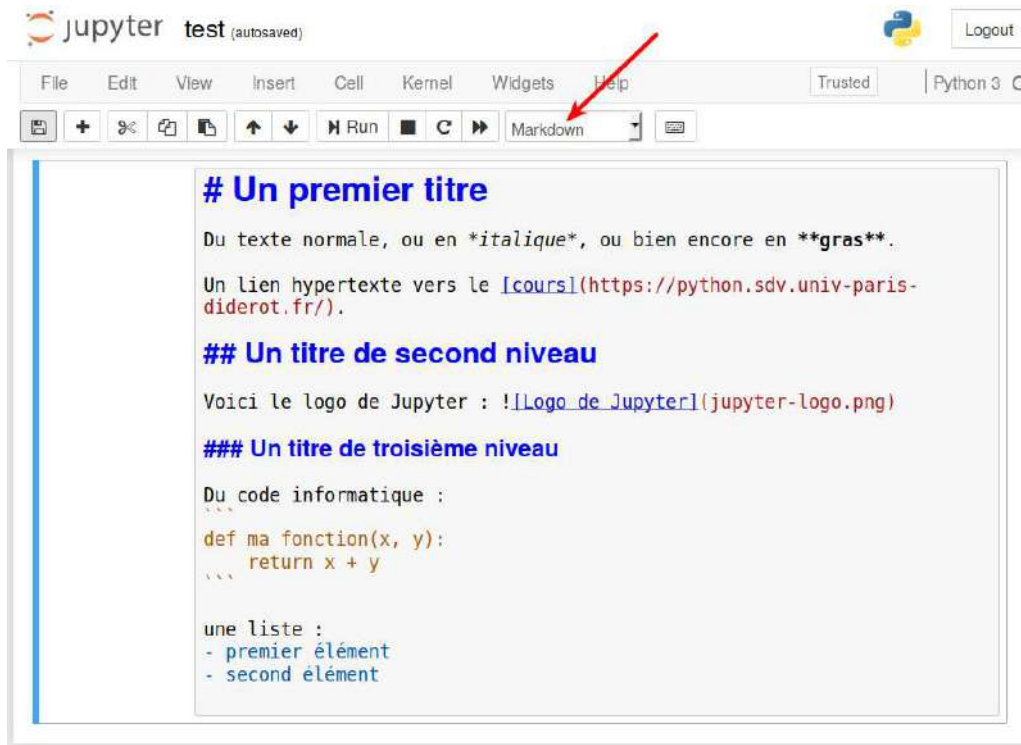 jupyter test (autosaved) Logout
File Edit View Insert Cell Kernel Widgets Help Trusted Python 3
Run Markdown
# Un premier titre
Du texte normale, ou en *italique*, ou bien encore en **gras**.
Un lien hypertexte vers le [cours](https://python.sdv.univ-paris-
diderot.fr/).
## Un titre de second niveau
Voici le logo de Jupyter : ![Logo de Jupyter](jupyter-logo.png)
### Un titre de troisième niveau
Du code informatique :
```
def ma fonction(x, y):
    return x + y
```
une liste :
- premier élément
- second élément